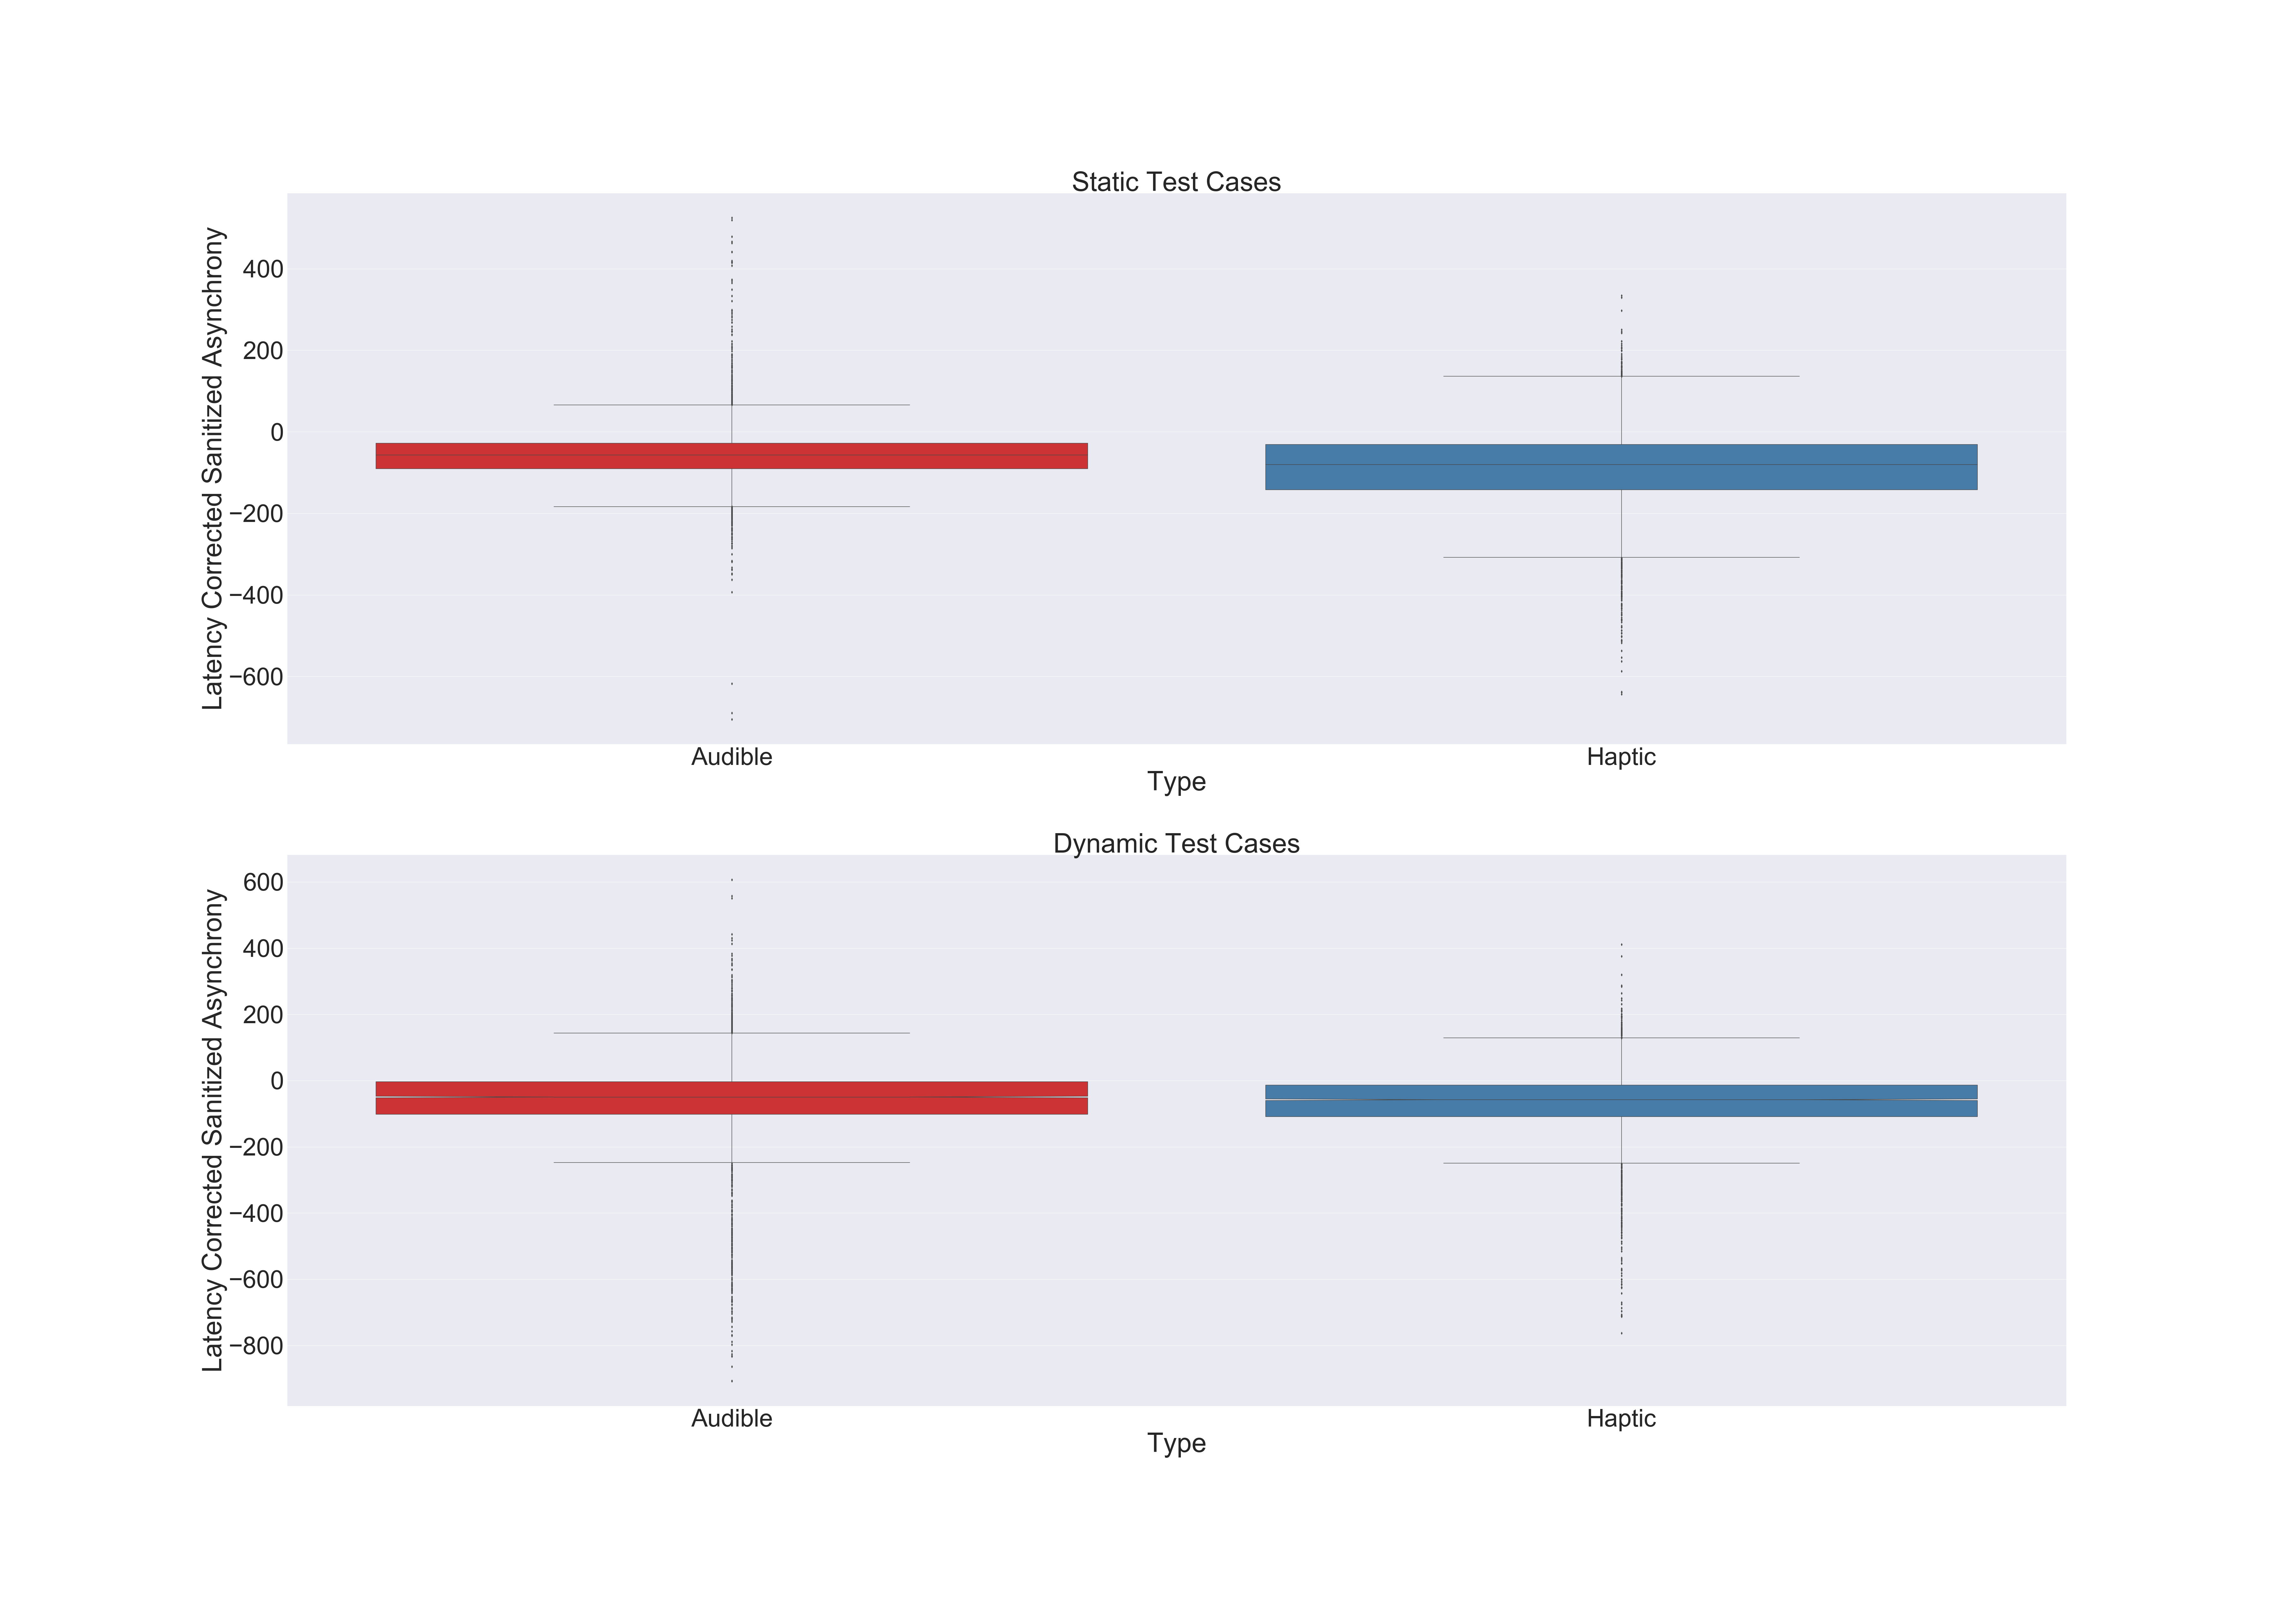 Static Test Cases
Latency Corrected Sanitized Asynchrony
400
200
0
−200
−400
−600
Audible
Haptic
Type
Dynamic Test Cases
Latency Corrected Sanitized Asynchrony
600
400
200
0
−200
−400
−600
−800
Audible
Haptic
Type